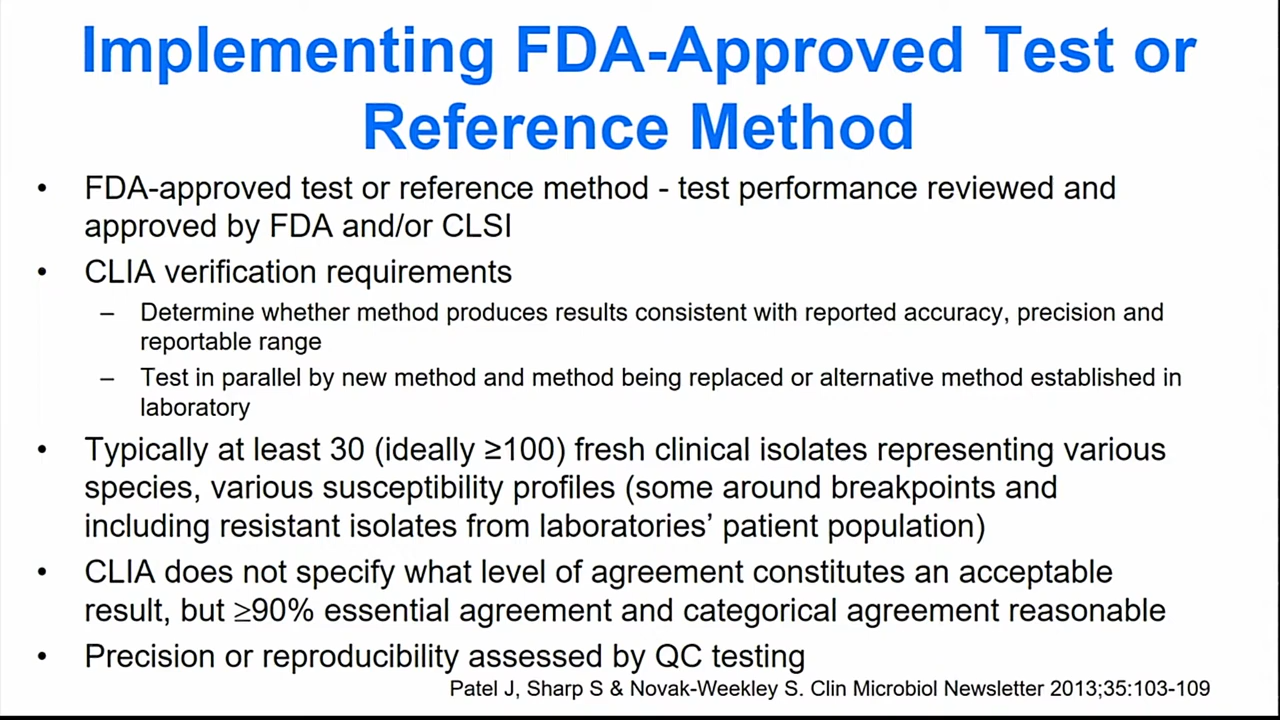 Implementing FDA-Approved Test or
Reference Method
• FDA-approved test or reference method - test performance reviewed and
approved by FDA and/or CLSI
• CLIA verification requirements
– Determine whether method produces results consistent with reported accuracy, precision and
reportable range
– Test in parallel by new method and method being replaced or alternative method established in
laboratory
• Typically at least 30 (ideally ≥100) fresh clinical isolates representing various
species, various susceptibility profiles (some around breakpoints and
including resistant isolates from laboratories’ patient population)
• CLIA does not specify what level of agreement constitutes an acceptable
result, but ≥90% essential agreement and categorical agreement reasonable
• Precision or reproducibility assessed by QC testing
Patel J, Sharp S & Novak-Weekley S. Clin Microbiol Newsletter 2013;35:103-109